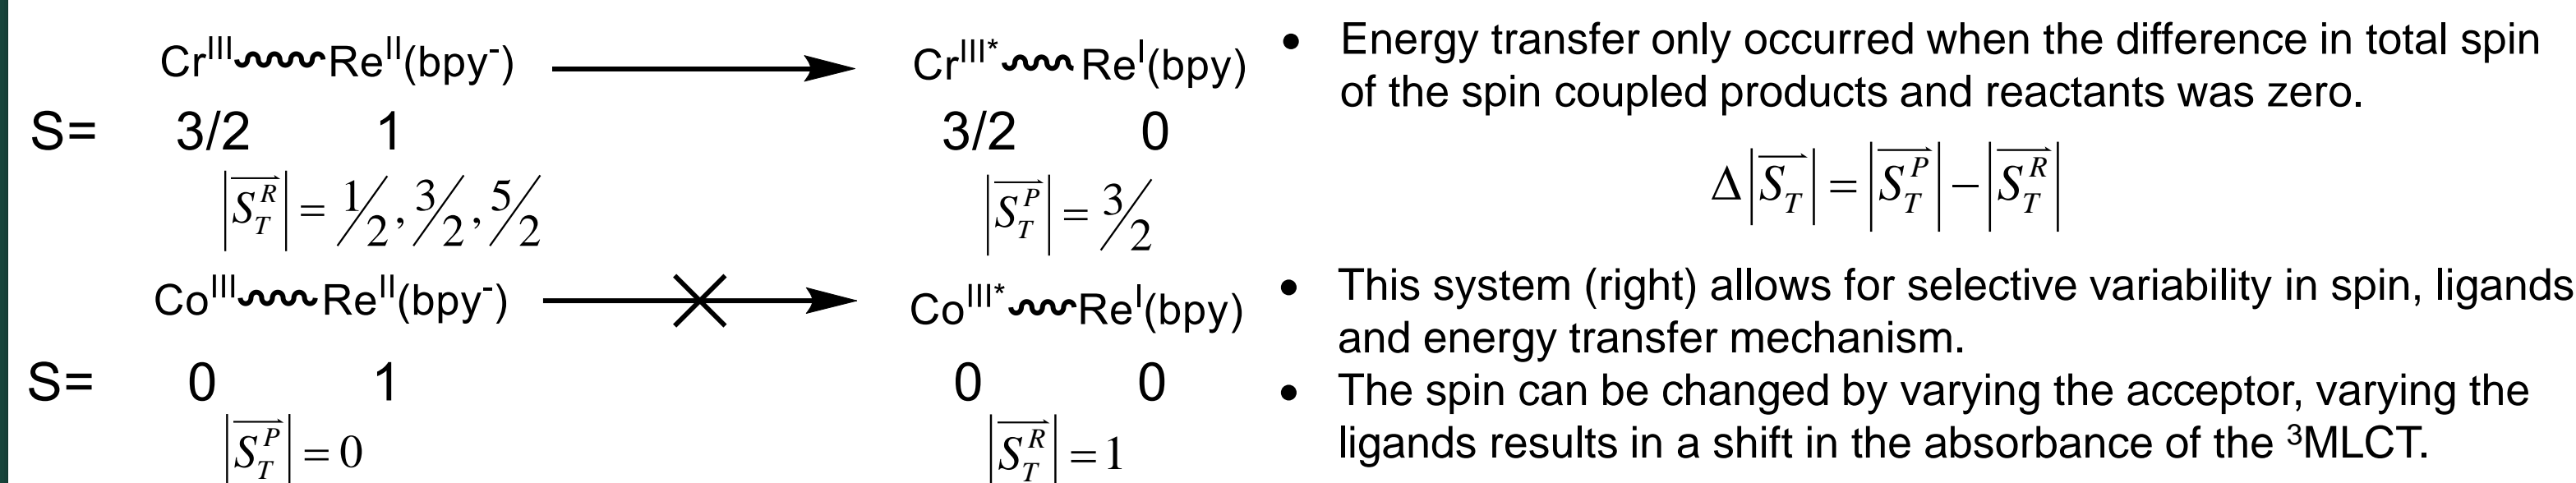 Cr^III Re^II(bpy^-) Cr^III* Re^I(bpy)
S= 3/2 1 3/2 0
|S_T^R| = 1/2, 3/2, 5/2 |S_T^P| = 3/2
Co^III Re^II(bpy^-) Co^III* Re^I(bpy)
S= 0 1 0 0
|S_T^P| = 0 |S_T^R| = 1
• Energy transfer only occurred when the difference in total spin
of the spin coupled products and reactants was zero.
Δ|S_T| = |S_T^P| − |S_T^R|
• This system (right) allows for selective variability in spin, ligands
and energy transfer mechanism.
• The spin can be changed by varying the acceptor, varying the
ligands results in a shift in the absorbance of the ³MLCT.